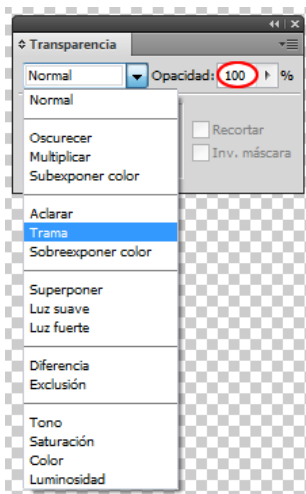 Transparencia
Normal Opacidad: 100 %
Normal
Oscurecer
Multiplicar
Subexponer color
Aclarar
Trama
Sobreexponer color
Superponer
Luz suave
Luz fuerte
Diferencia
Exclusión
Tono
Saturación
Color
Luminosidad
Recortar
Inv. máscara